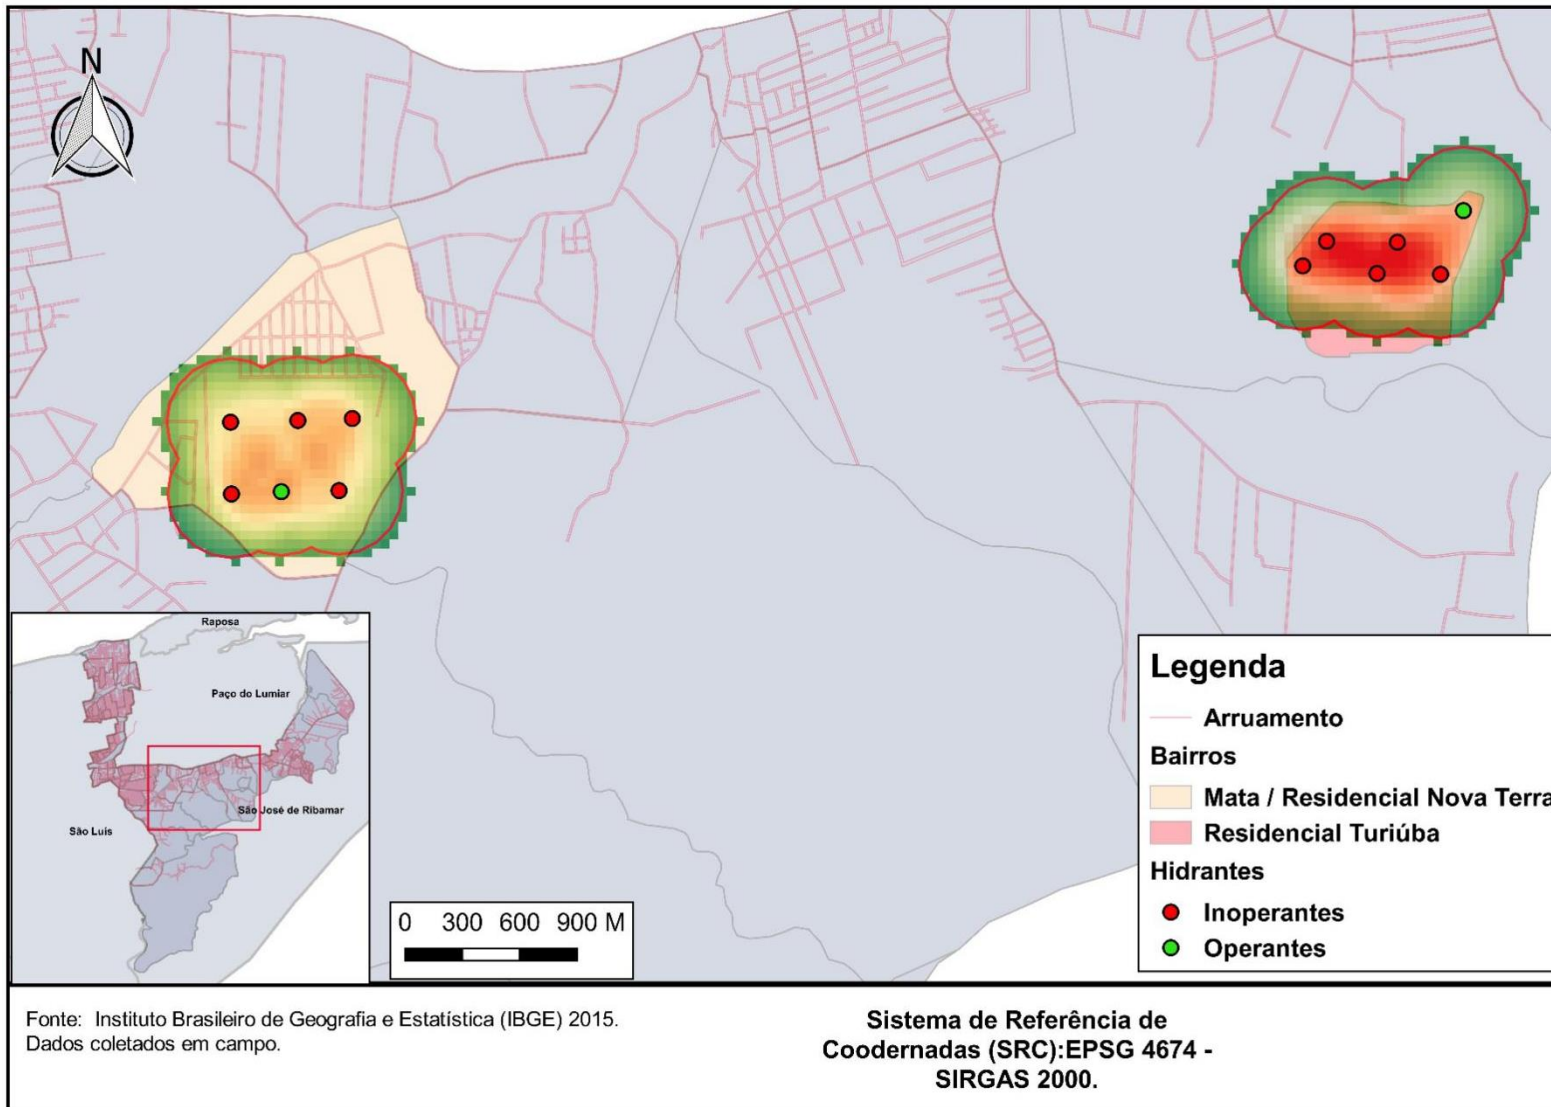 N
Raposa
Paço do Lumiar
São José de Ribamar
São Luis
0 300 600 900 M
Legenda
Arruamento
Bairros
Mata / Residencial Nova Terra
Residencial Turiúba
Hidrantes
Inoperantes
Operantes
Fonte: Instituto Brasileiro de Geografia e Estatística (IBGE) 2015.
Dados coletados em campo.
Sistema de Referência de
Coodernadas (SRC):EPSG 4674 -
SIRGAS 2000.